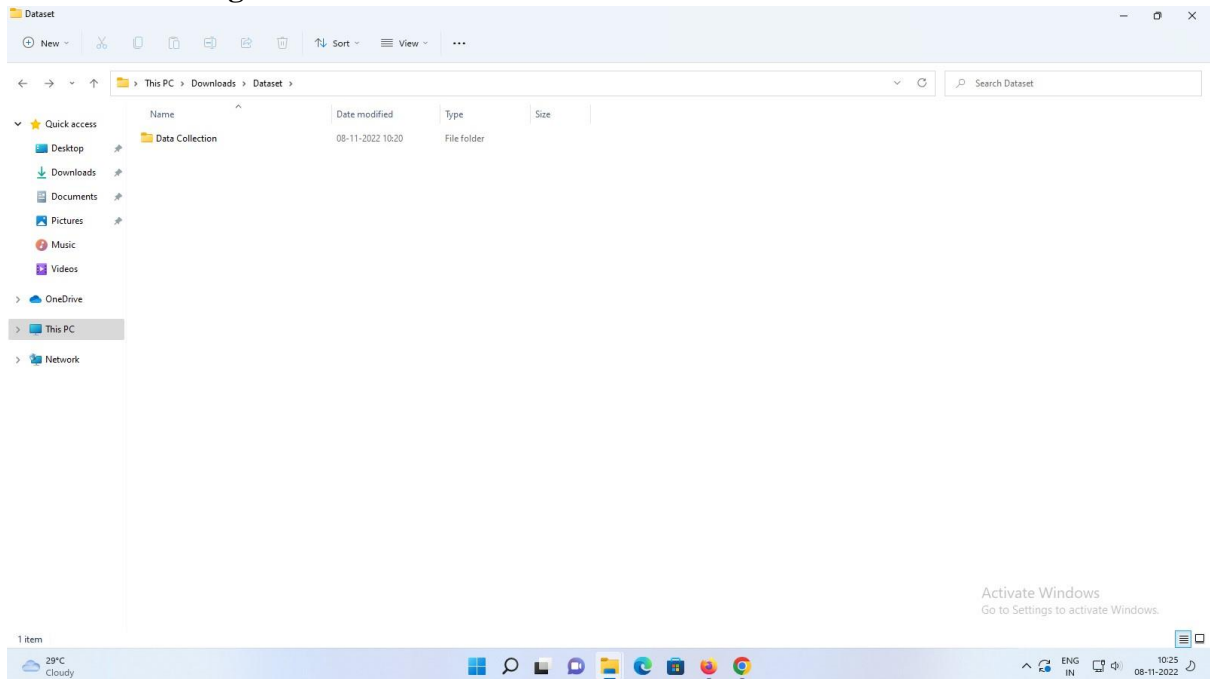 Dataset
New
Sort
View
This PC > Downloads > Dataset >
Search Dataset
Name
Date modified
Type
Size
Data Collection
08-11-2022 10:20
File folder
Quick access
Desktop
Downloads
Documents
Pictures
Music
Videos
OneDrive
This PC
Network
Activate Windows
Go to Settings to activate Windows.
1 item
29°C
Cloudy
ENG
IN
10:25
08-11-2022